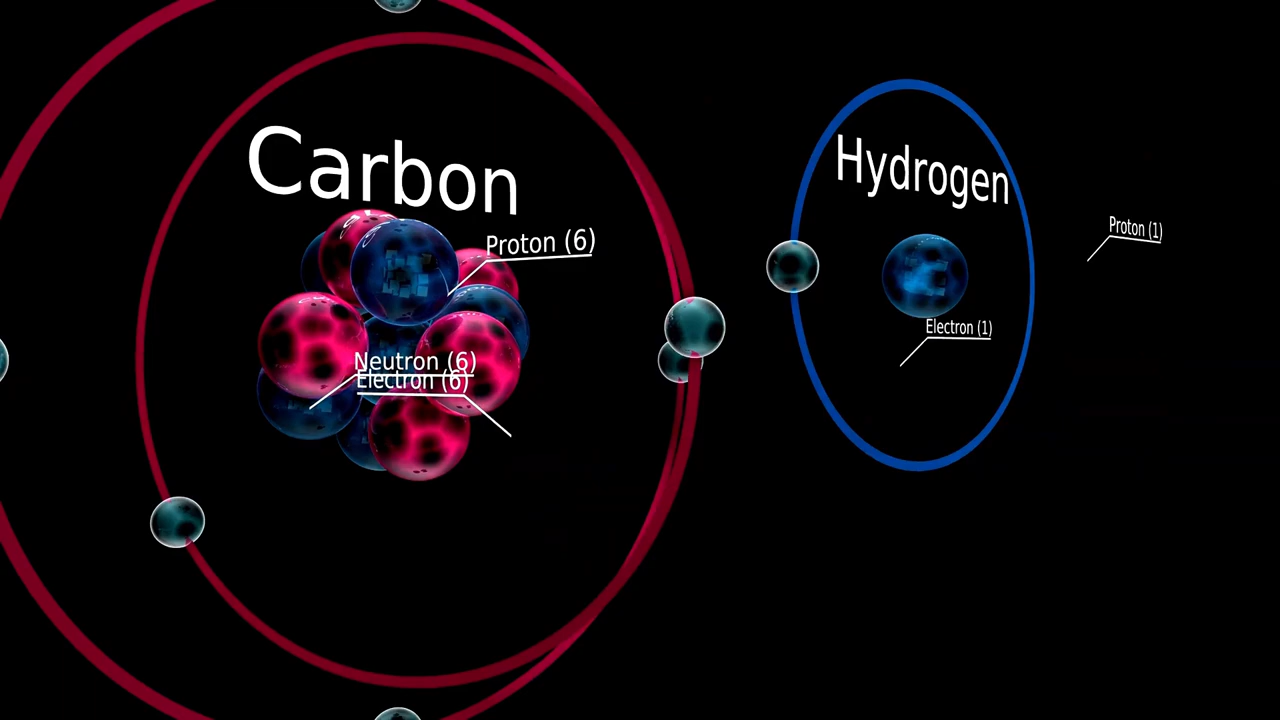 Carbon
Proton (6)
Neutron (6)
Electron (6)
Hydrogen
Proton (1)
Electron (1)